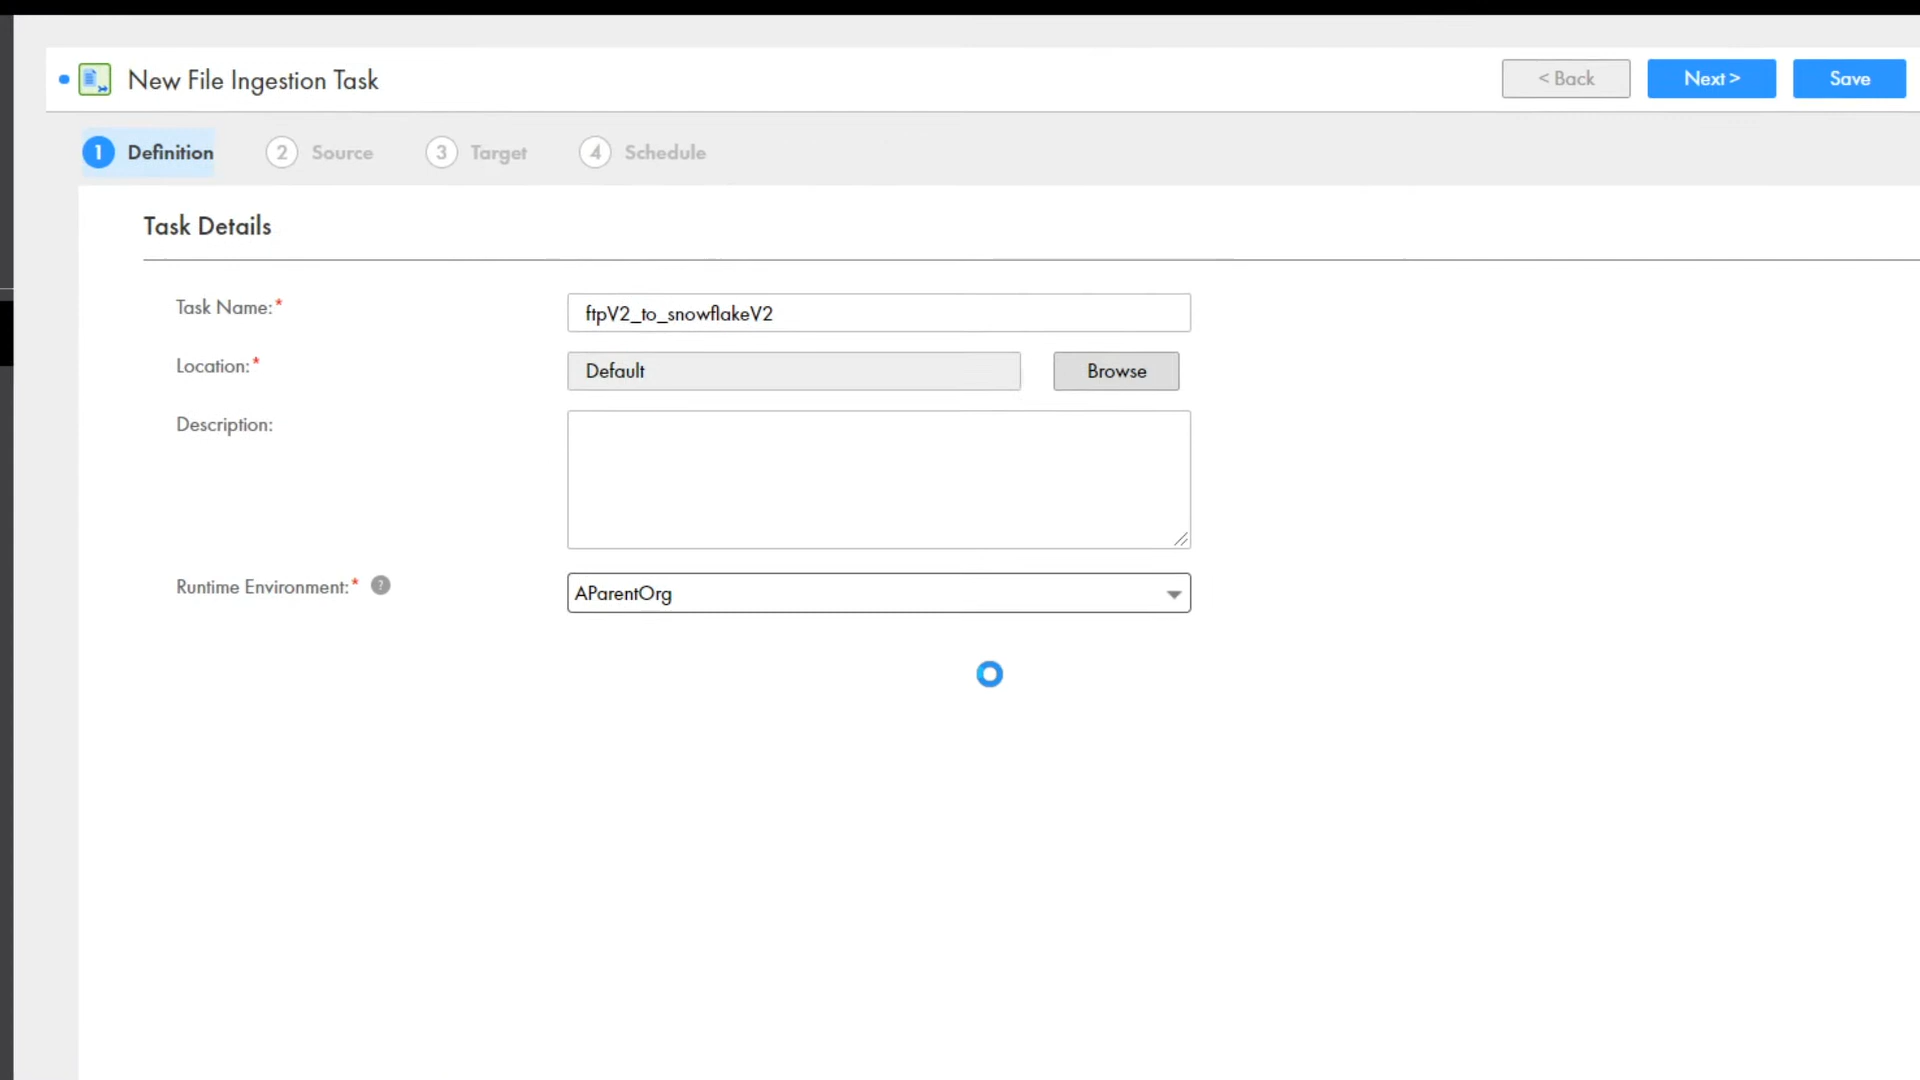 New File Ingestion Task
< Back
Next >
Save
1 Definition
2 Source
3 Target
4 Schedule
Task Details
Task Name:*
ftpV2_to_snowflakeV2
Location:*
Default
Browse
Description:
Runtime Environment:* ?
AParentOrg